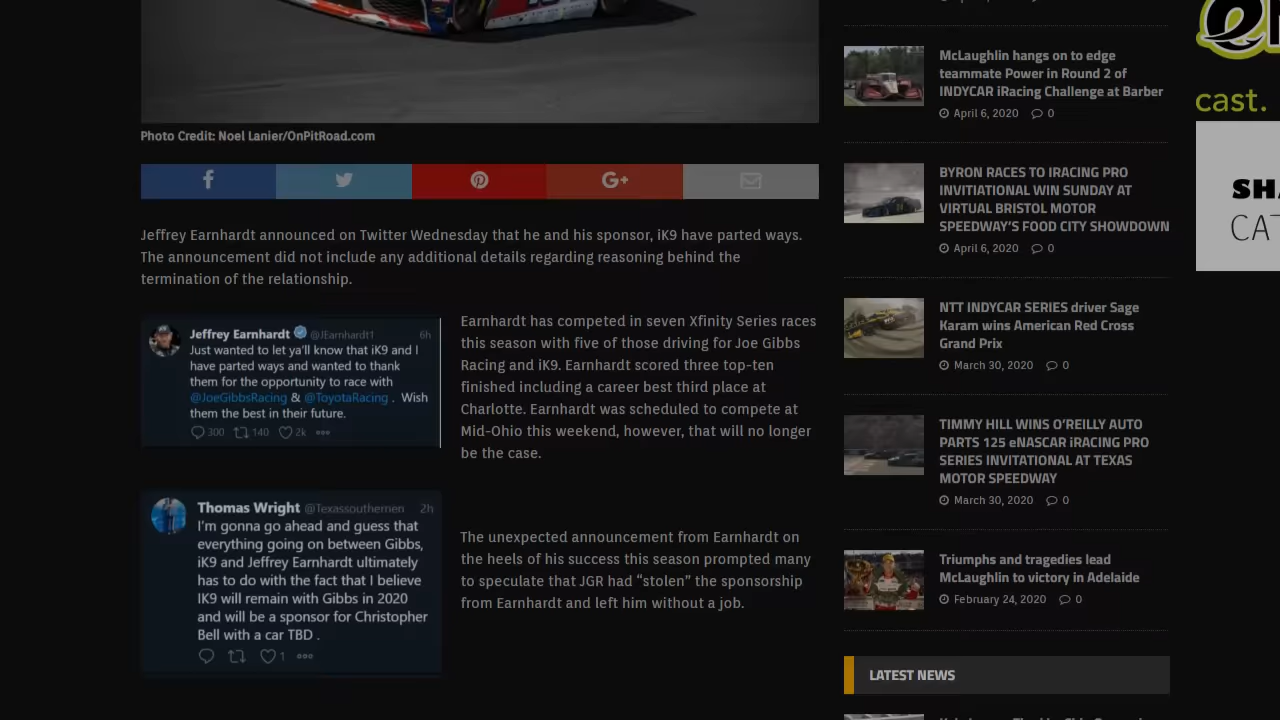 Photo Credit: Noel Lanier/OnPitRoad.com
Jeffrey Earnhardt announced on Twitter Wednesday that he and his sponsor, iK9 have parted ways.
The announcement did not include any additional details regarding reasoning behind the
termination of the relationship.
Jeffrey Earnhardt @JEarnhardt1 6h
Just wanted to let ya'll know that iK9 and I
have parted ways and wanted to thank
them for the opportunity to race with
@JoeGibbsRacing & @ToyotaRacing . Wish
them the best in their future.
300 140 2k
Earnhardt has competed in seven Xfinity Series races
this season with five of those driving for Joe Gibbs
Racing and iK9. Earnhardt scored three top-ten
finished including a career best third place at
Charlotte. Earnhardt was scheduled to compete at
Mid-Ohio this weekend, however, that will no longer
be the case.
Thomas Wright @Texassouthernen 2h
I'm gonna go ahead and guess that
everything going on between Gibbs,
iK9 and Jeffrey Earnhardt ultimately
has to do with the fact that I believe
IK9 will remain with Gibbs in 2020
and will be a sponsor for Christopher
Bell with a car TBD .
1
The unexpected announcement from Earnhardt on
the heels of his success this season prompted many
to speculate that JGR had “stolen” the sponsorship
from Earnhardt and left him without a job.
McLaughlin hangs on to edge
teammate Power in Round 2 of
INDYCAR iRacing Challenge at Barber
April 6, 2020 0
BYRON RACES TO IRACING PRO
INVITIATIONAL WIN SUNDAY AT
VIRTUAL BRISTOL MOTOR
SPEEDWAY’S FOOD CITY SHOWDOWN
April 6, 2020 0
NTT INDYCAR SERIES driver Sage
Karam wins American Red Cross
Grand Prix
March 30, 2020 0
TIMMY HILL WINS O’REILLY AUTO
PARTS 125 eNASCAR iRACING PRO
SERIES INVITATIONAL AT TEXAS
MOTOR SPEEDWAY
March 30, 2020 0
Triumphs and tragedies lead
McLaughlin to victory in Adelaide
February 24, 2020 0
LATEST NEWS
cast.